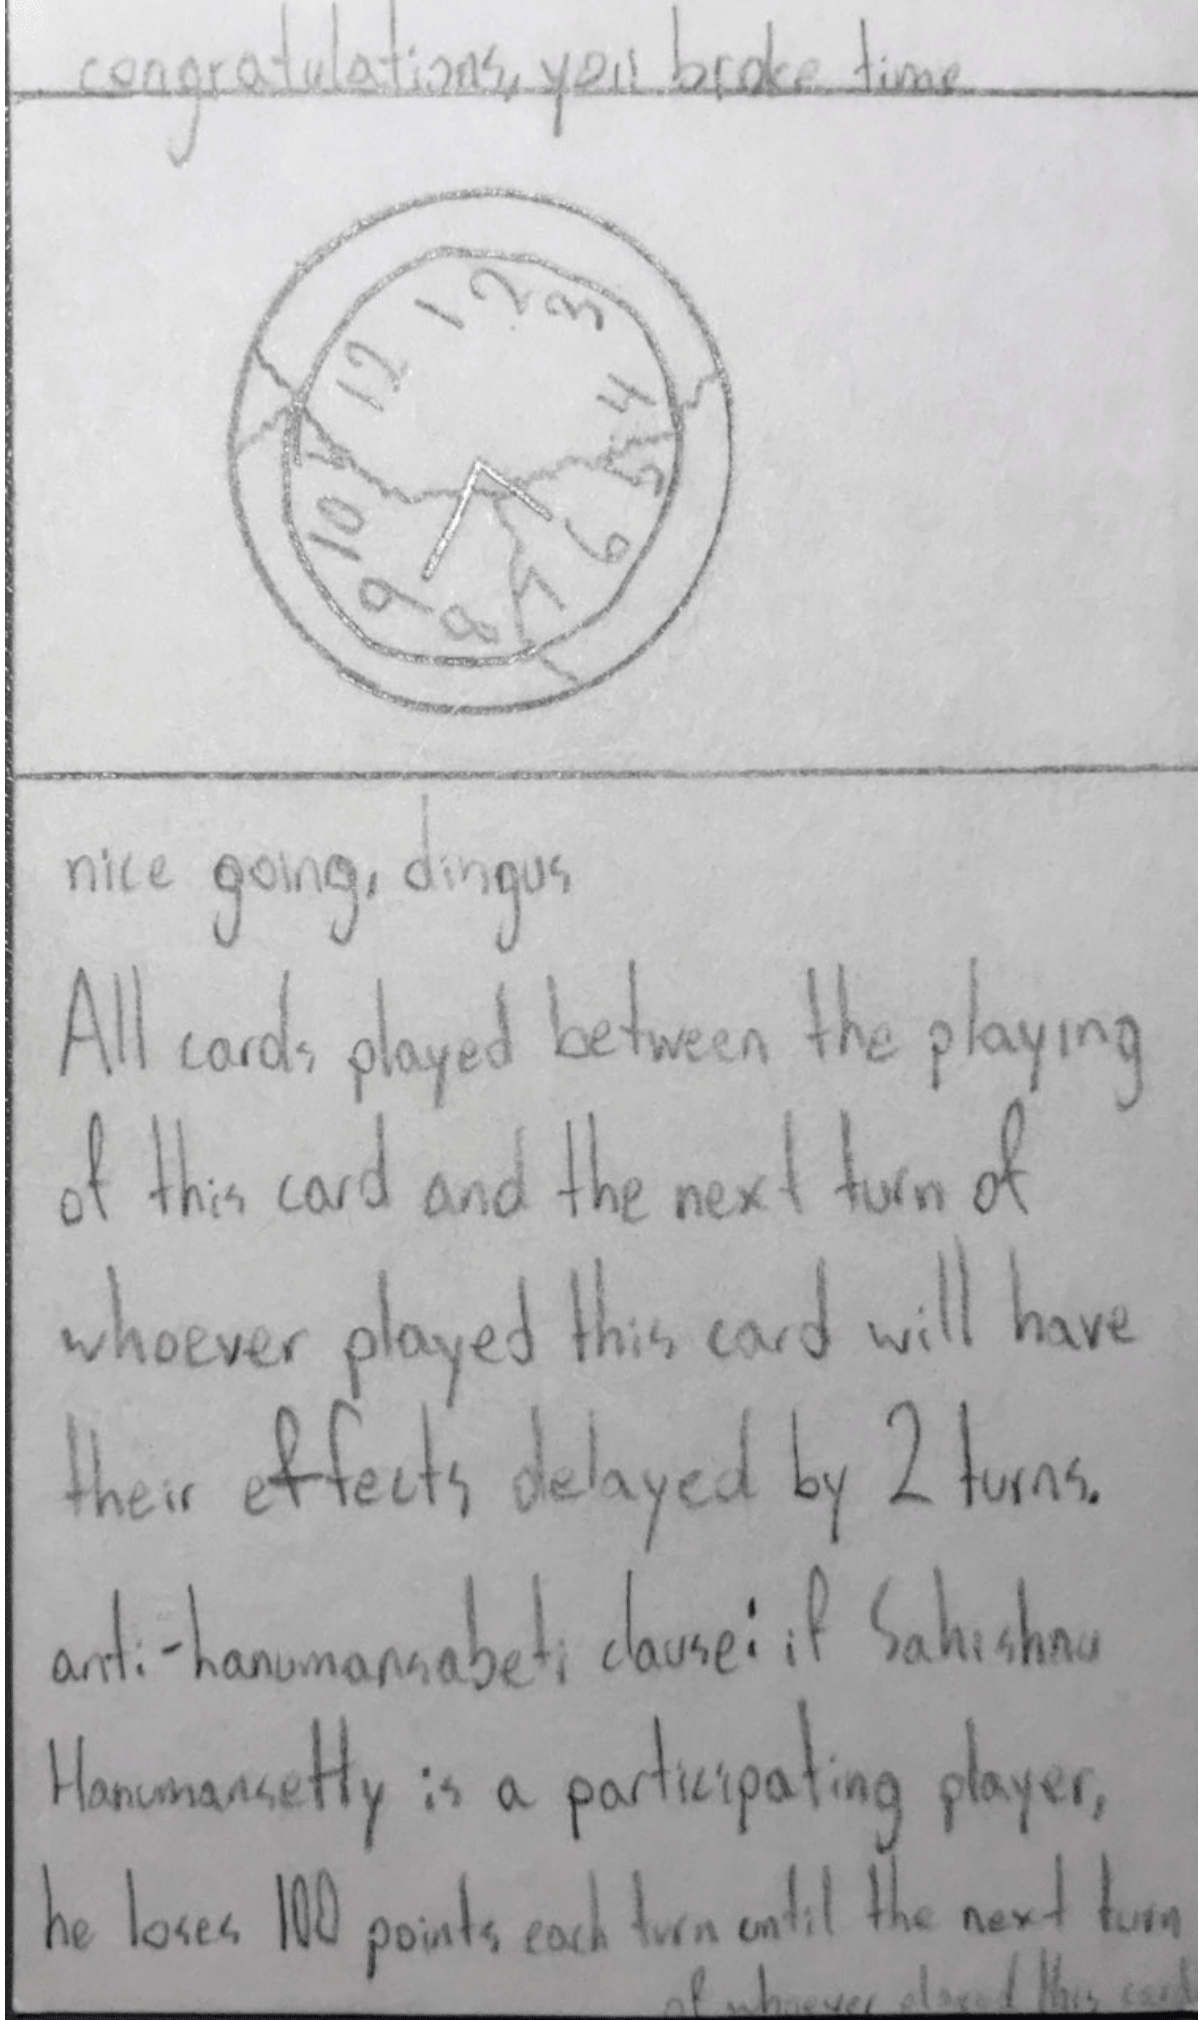 congratulations, you broke time
12 1 2 3 4 5 6 7 8 9 10
nice going, dingus
All cards played between the playing
of this card and the next turn of
whoever played this card will have
their effects delayed by 2 turns.
anti-hanumansabeti clause: if Sahishnu
Hanumansetty is a participating player,
he loses 100 points each turn until the next turn
of whoever played this card